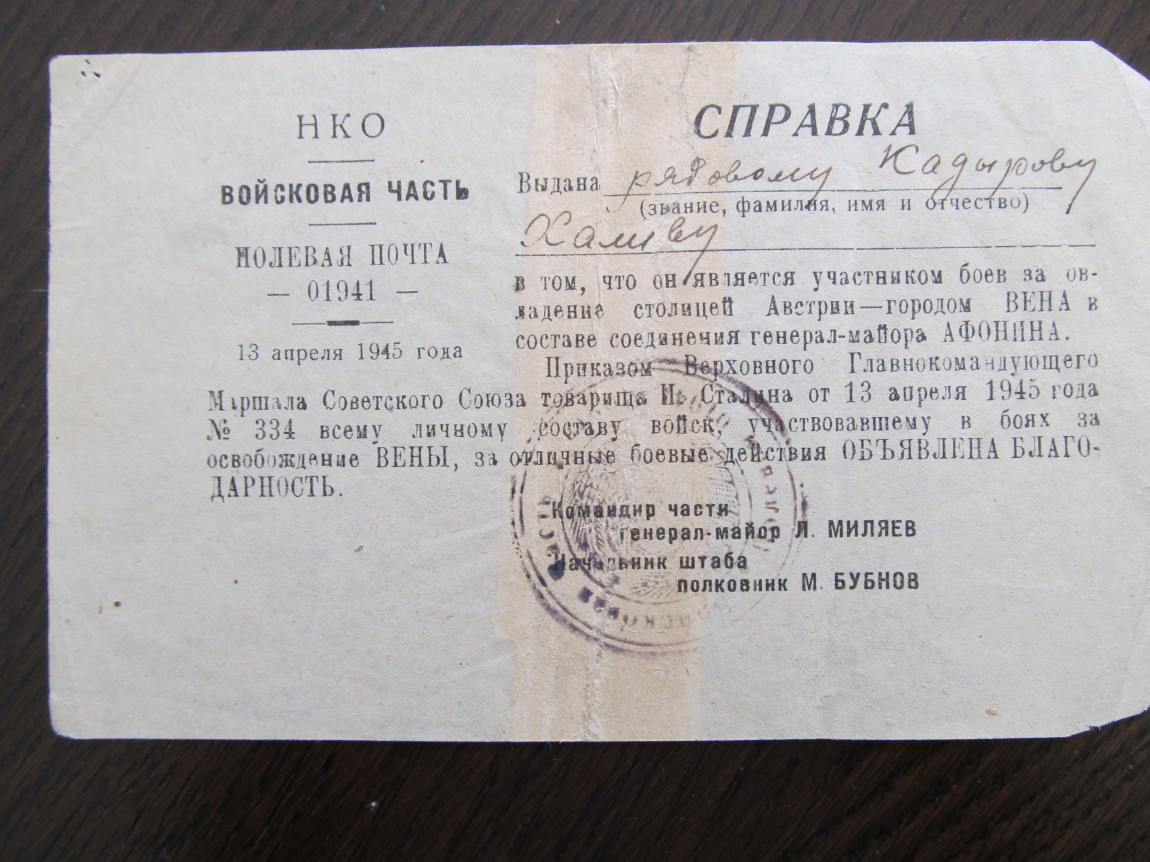 НКО
ВОЙСКОВАЯ ЧАСТЬ
ПОЛЕВАЯ ПОЧТА
— 01941 —
13 апреля 1945 года
СПРАВКА
Выдана рядовому Кадырову
(звание, фамилия, имя и отчество)
в том, что он является участником боев за ов-
ладение столицей Австрии—городом ВЕНА в
составе соединения генерал-майора АФОНИНА.
Приказом Верховного Главнокомандующего
Маршала Советского Союза товарища И. Сталина от 13 апреля 1945 года
№ 334 всему личному составу войск, участвовавшему в боях за
освобождение ВЕНЫ, за отличные боевые действия ОБЪЯВЛЕНА БЛАГО-
ДАРНОСТЬ.
Командир части
генерал-майор Л. МИЛЯЕВ
Начальник штаба
полковник М. БУБНОВ